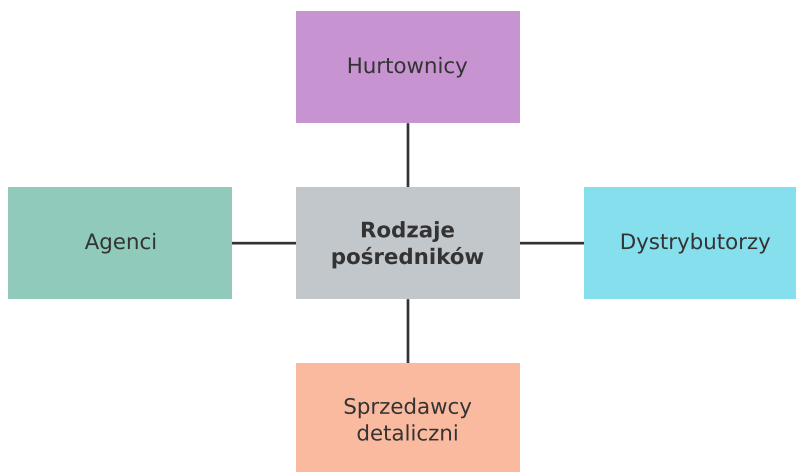 Hurtownicy
Agenci
Rodzaje
pośredników
Dystrybutorzy
Sprzedawcy
detaliczni